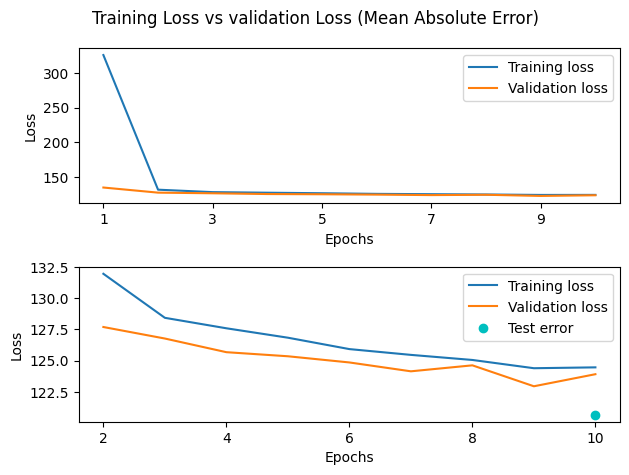 Training Loss vs validation Loss (Mean Absolute Error)
300
250
200
150
Loss
Training loss
Validation loss
1 3 5 7 9
Epochs
132.5
130.0
127.5
125.0
122.5
Loss
Training loss
Validation loss
Test error
2 4 6 8 10
Epochs